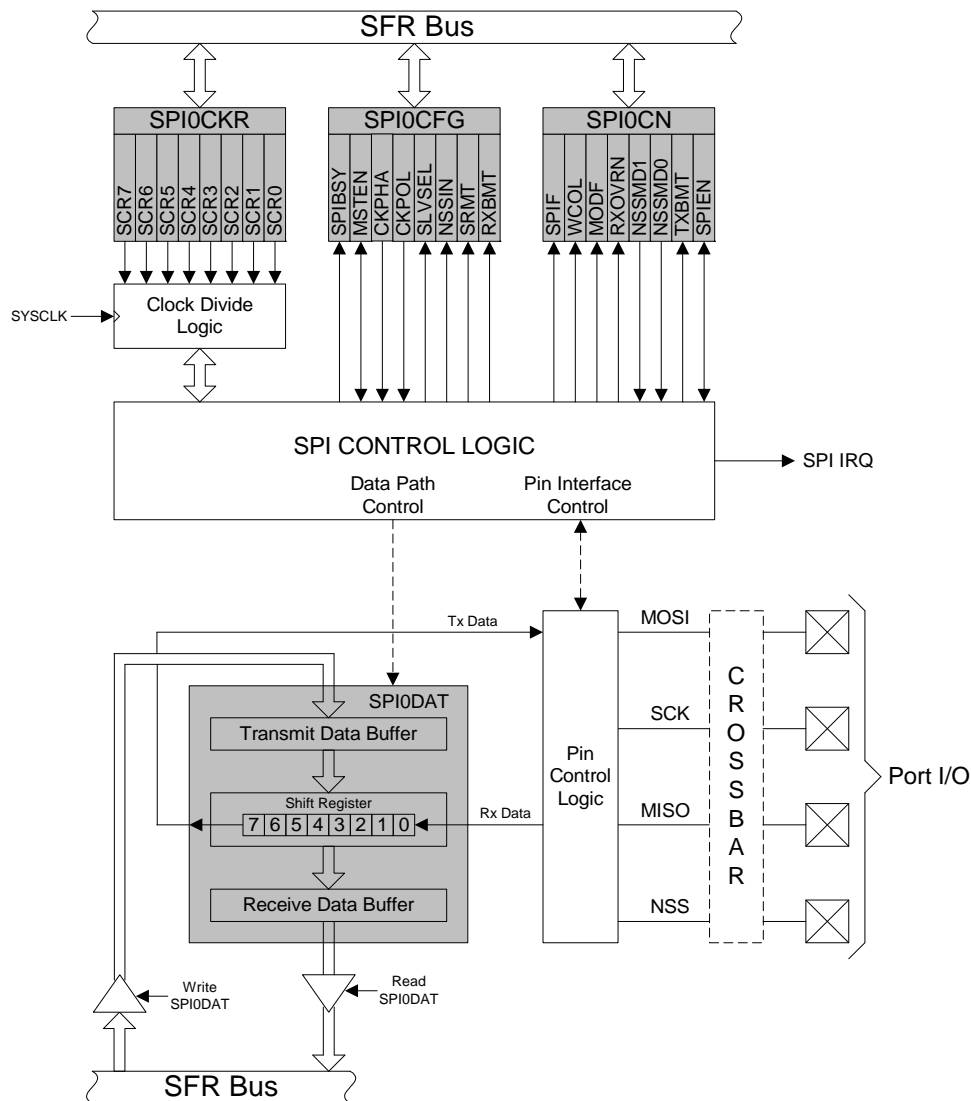 SFR Bus
SPI0CKR
SCR7
SCR6
SCR5
SCR4
SCR3
SCR2
SCR1
SCR0
SPI0CFG
SPIBSY
MSTEN
CKPHA
CKPOL
SLVSEL
NSSIN
SRMT
RXBMT
SPI0CN
SPIF
WCOL
MODF
RXOVRN
NSSMD1
NSSMD0
TXBMT
SPIEN
SYSCLK
Clock Divide
Logic
SPI CONTROL LOGIC
Data Path
Control
Pin Interface
Control
SPI IRQ
Tx Data
SPI0DAT
Transmit Data Buffer
Shift Register
7 6 5 4 3 2 1 0
Rx Data
Receive Data Buffer
Pin
Control
Logic
MOSI
SCK
MISO
NSS
CROSSBAR
Port I/O
Write
SPI0DAT
Read
SPI0DAT
SFR Bus